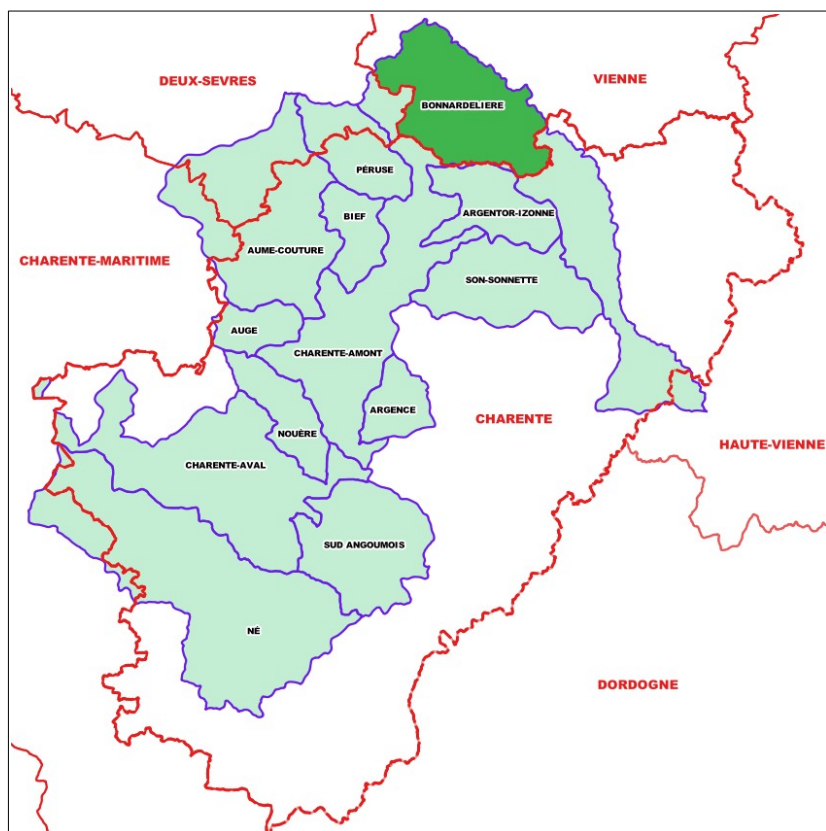 DEUX-SEVRES
VIENNE
BONNARDELIERE
PÉRUSE
BIEF
ARGENTOR-IZONNE
AUME-COUTURE
CHARENTE-MARITIME
SON-SONNETTE
AUGE
CHARENTE-AMONT
ARGENCE
CHARENTE
NOUÈRE
HAUTE-VIENNE
CHARENTE-AVAL
SUD ANGOUMOIS
NÉ
DORDOGNE